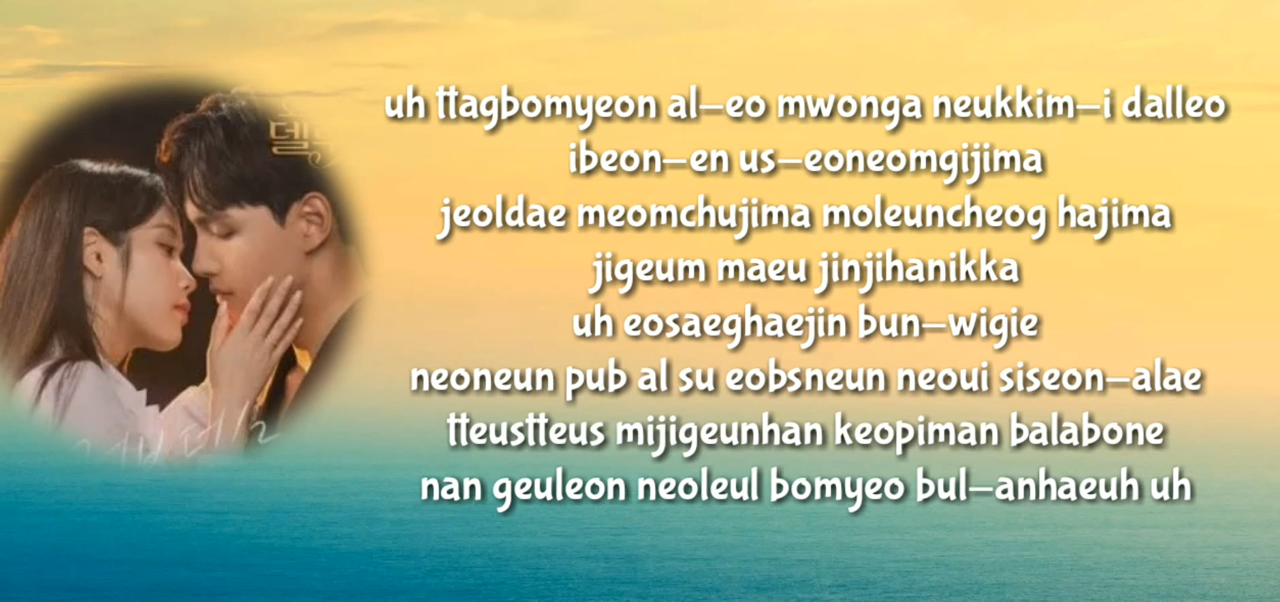 델
uh ttagbomyeon al-eo mwonga neukkim-i dalleo
ibeon-en us-eoneomgijima
jeoldae meomchujima moleuncheog hajima
jigeum maeu jinjihanikka
uh eosaeghaejin bun-wigie
neoneun pub al su eobsneun neoui siseon-alae
tteustteus mijigeunhan keopiman balabone
nan geuleon neoleul bomyeo bul-anhaeuh uh